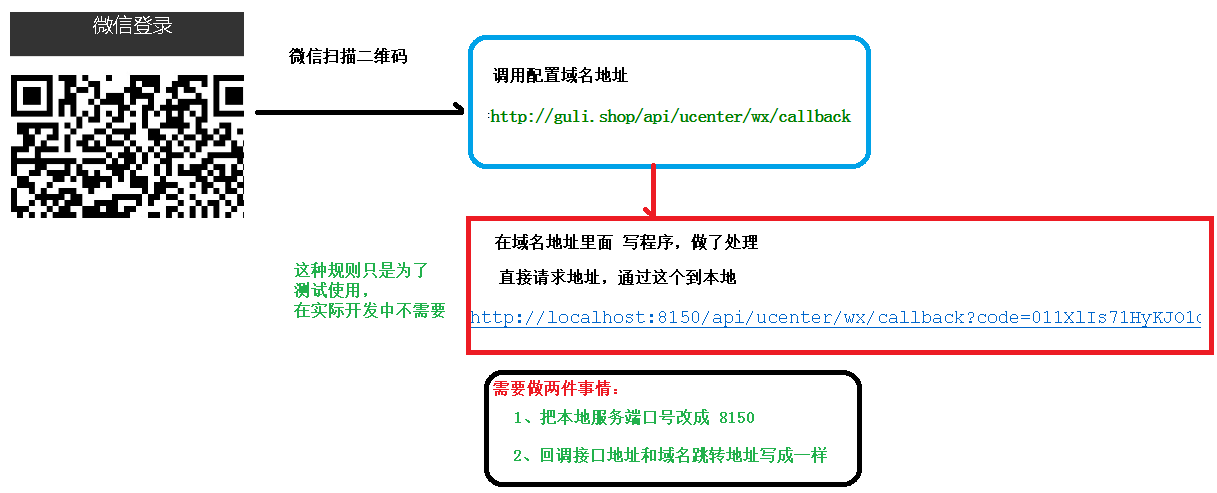 微信登录
微信扫描二维码
调用配置域名地址
http://guli.shop/api/ucenter/wx/callback
在域名地址里面 写程序，做了处理
直接请求地址，通过这个到本地
这种规则只是为了
测试使用，
在实际开发中不需要
http://localhost:8150/api/ucenter/wx/callback?code=011XlIs71HyKJO1c
需要做两件事情：
1、把本地服务端口号改成 8150
2、回调接口地址和域名跳转地址写成一样